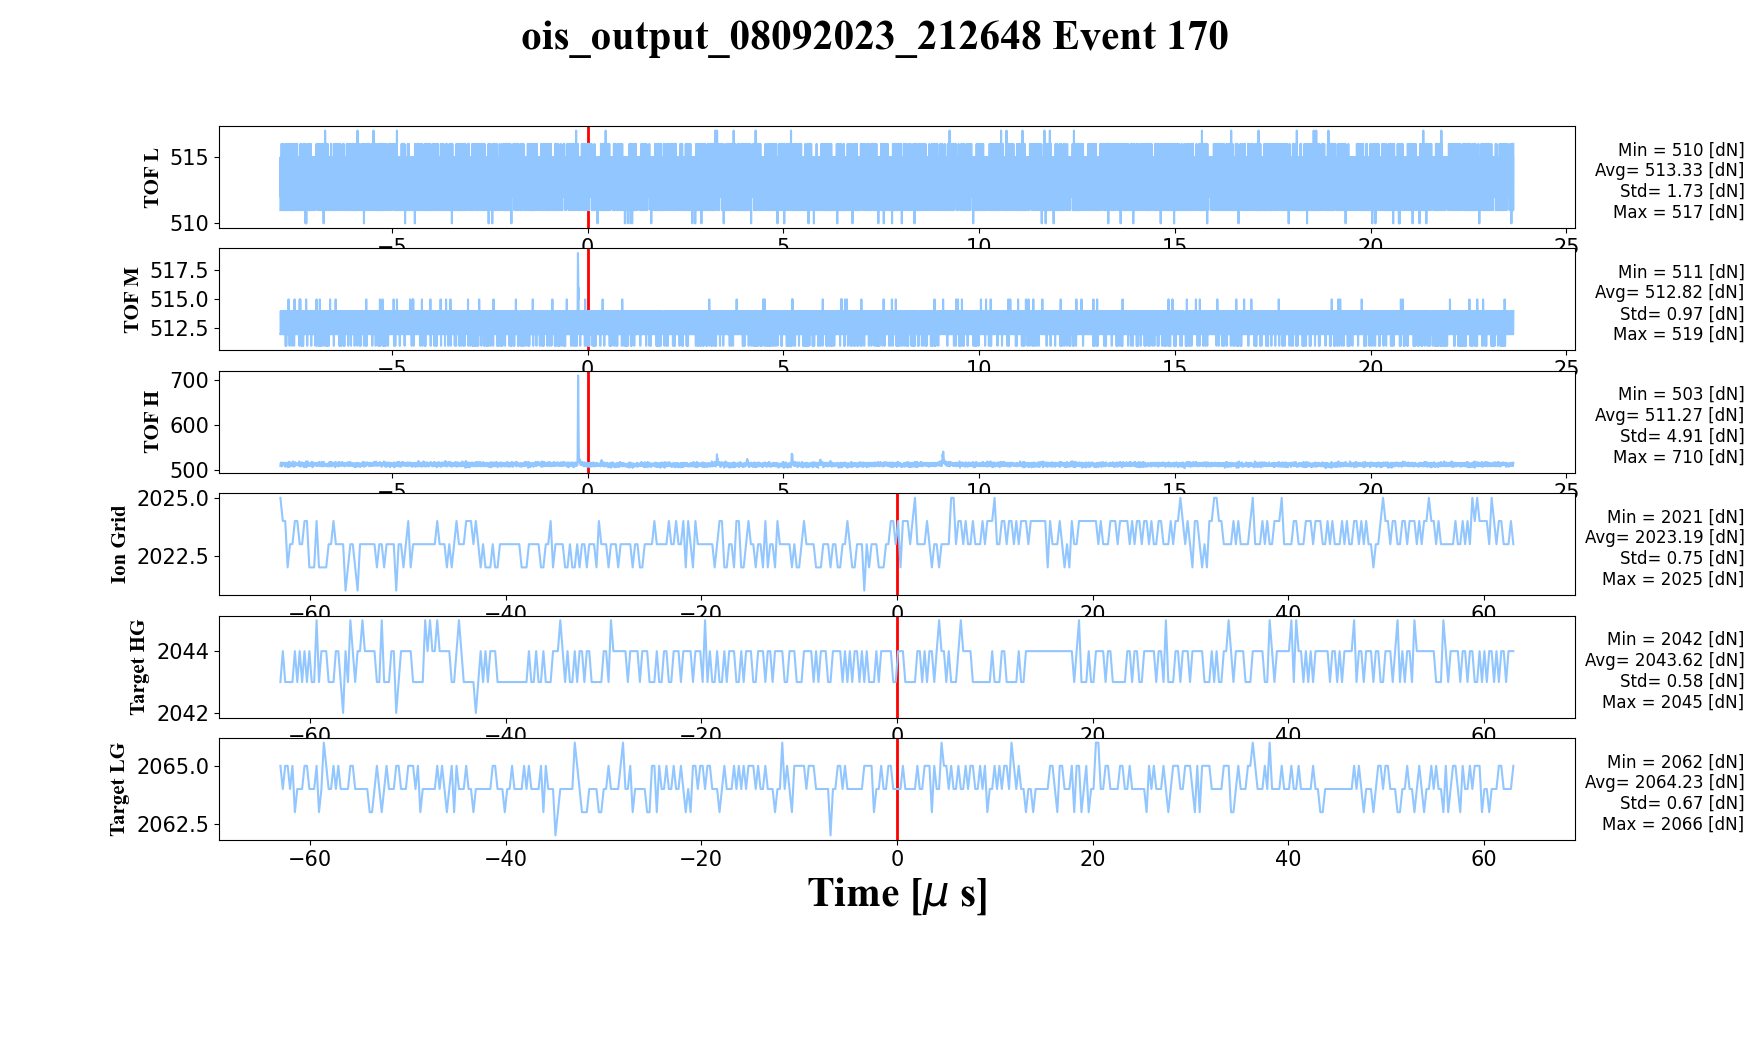 ois_output_08092023_212648 Event 170
TOF L
515
510
Min = 510 [dN]
Avg= 513.33 [dN]
Std= 1.73 [dN]
Max = 517 [dN]
−5 0 5 10 15 20 25
TOF M
517.5
515.0
512.5
Min = 511 [dN]
Avg= 512.82 [dN]
Std= 0.97 [dN]
Max = 519 [dN]
−5 0 5 10 15 20 25
TOF H
700
600
500
Min = 503 [dN]
Avg= 511.27 [dN]
Std= 4.91 [dN]
Max = 710 [dN]
−5 0 5 10 15 20 25
Ion Grid
2025.0
2022.5
Min = 2021 [dN]
Avg= 2023.19 [dN]
Std= 0.75 [dN]
Max = 2025 [dN]
−60 −40 −20 0 20 40 60
Target HG
2044
2042
Min = 2042 [dN]
Avg= 2043.62 [dN]
Std= 0.58 [dN]
Max = 2045 [dN]
−60 −40 −20 0 20 40 60
Target LG
2065.0
2062.5
Min = 2062 [dN]
Avg= 2064.23 [dN]
Std= 0.67 [dN]
Max = 2066 [dN]
−60 −40 −20 0 20 40 60
Time [μ s]